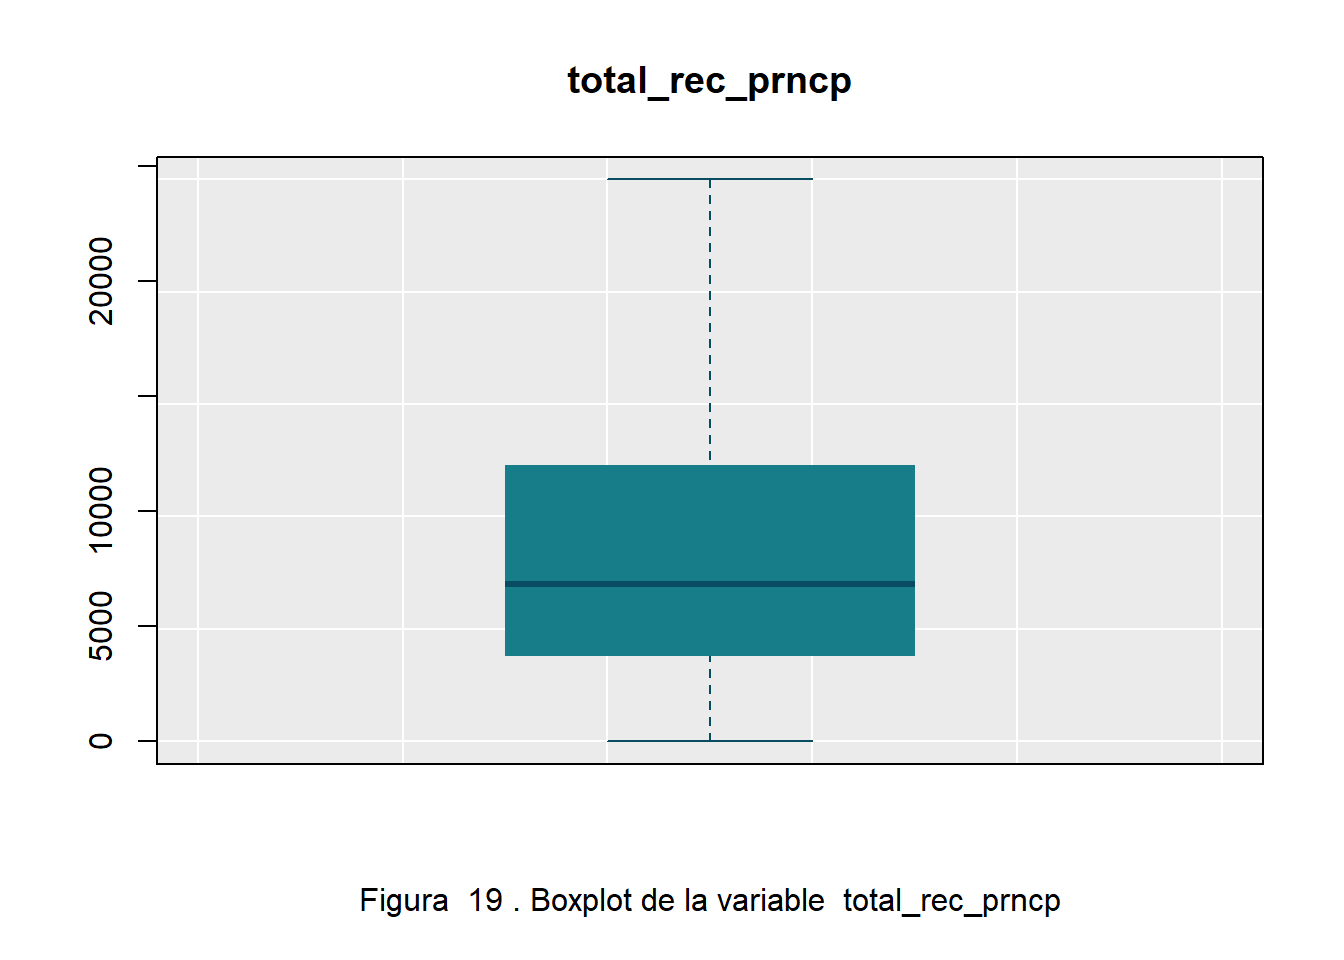 total_rec_prncp
20000
10000
5000
0
Figura  19 . Boxplot de la variable  total_rec_prncp